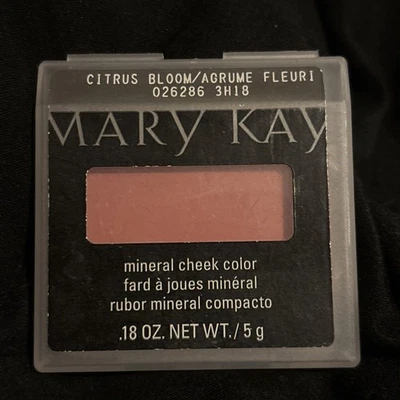 CITRUS BLOOM/AGRUME FLEURI
026286 3H18
MARY KAY
mineral cheek color
fard à joues minéral
rubor mineral compacto
.18 OZ. NET WT./5 g